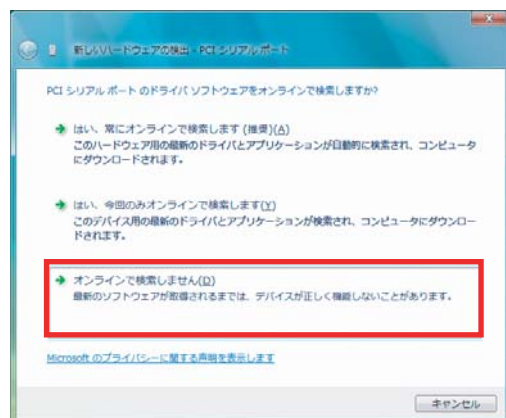 新しいハードウェアの検出 - PCI シリアル ポート
PCI シリアル ポート のドライバ ソフトウェアをオンラインで検索しますか?
はい、常にオンラインで検索します (推奨)(A)
このハードウェア用の最新のドライバとアプリケーションが自動的に検索され、コンピュータ
にダウンロードされます。
はい、今回のみオンラインで検索します(Y)
このデバイス用の最新のドライバとアプリケーションが検索され、コンピュータにダウンロー
ドされます。
オンラインで検索しません(D)
最新のソフトウェアが取得されるまでは、デバイスが正しく機能しないことがあります。
Microsoft のプライバシーに関する声明を表示します
キャンセル